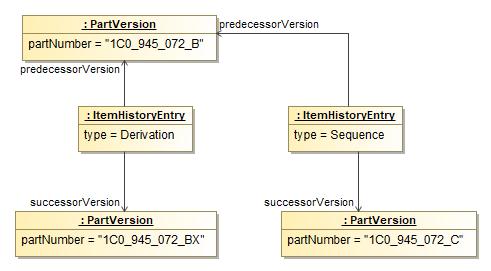 : PartVersion
partNumber = "1C0_945_072_B"
predecessorVersion
predecessorVersion
: ItemHistoryEntry
type = Derivation
: ItemHistoryEntry
type = Sequence
successorVersion
successorVersion
: PartVersion
partNumber = "1C0_945_072_BX"
: PartVersion
partNumber = "1C0_945_072_C"